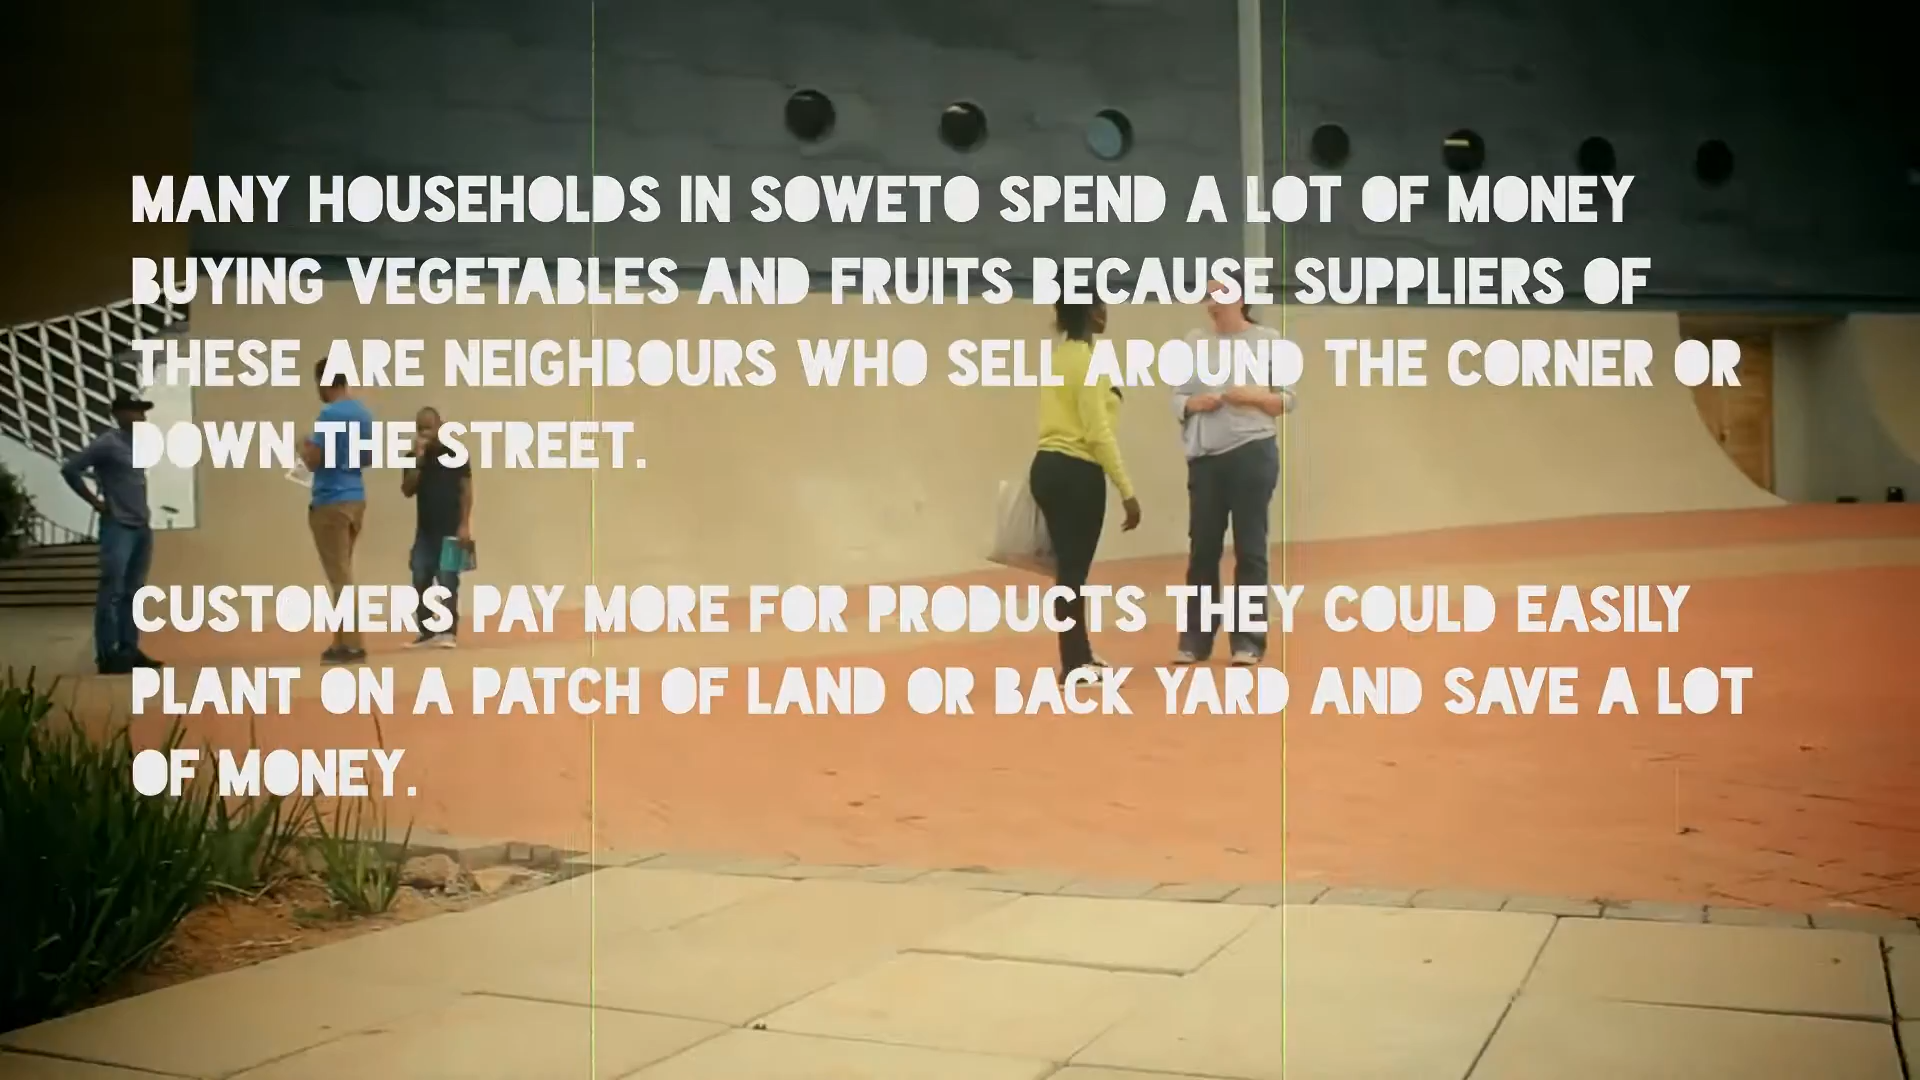 MANY HOUSEHOLDS IN SOWETO SPEND A LOT OF MONEY
BUYING VEGETABLES AND FRUITS BECAUSE SUPPLIERS OF
THESE ARE NEIGHBOURS WHO SELL AROUND THE CORNER OR
DOWN THE STREET.
CUSTOMERS PAY MORE FOR PRODUCTS THEY COULD EASILY
PLANT ON A PATCH OF LAND OR BACK YARD AND SAVE A LOT
OF MONEY.